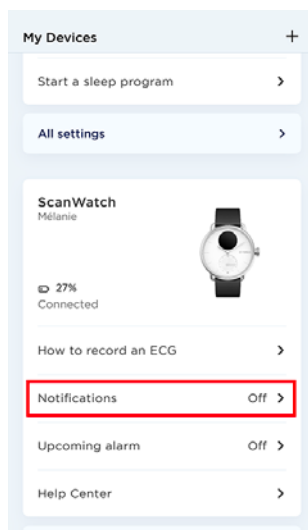 My Devices +
Start a sleep program
All settings
ScanWatch
Mélanie
27%
Connected
How to record an ECG
Notifications Off
Upcoming alarm Off
Help Center